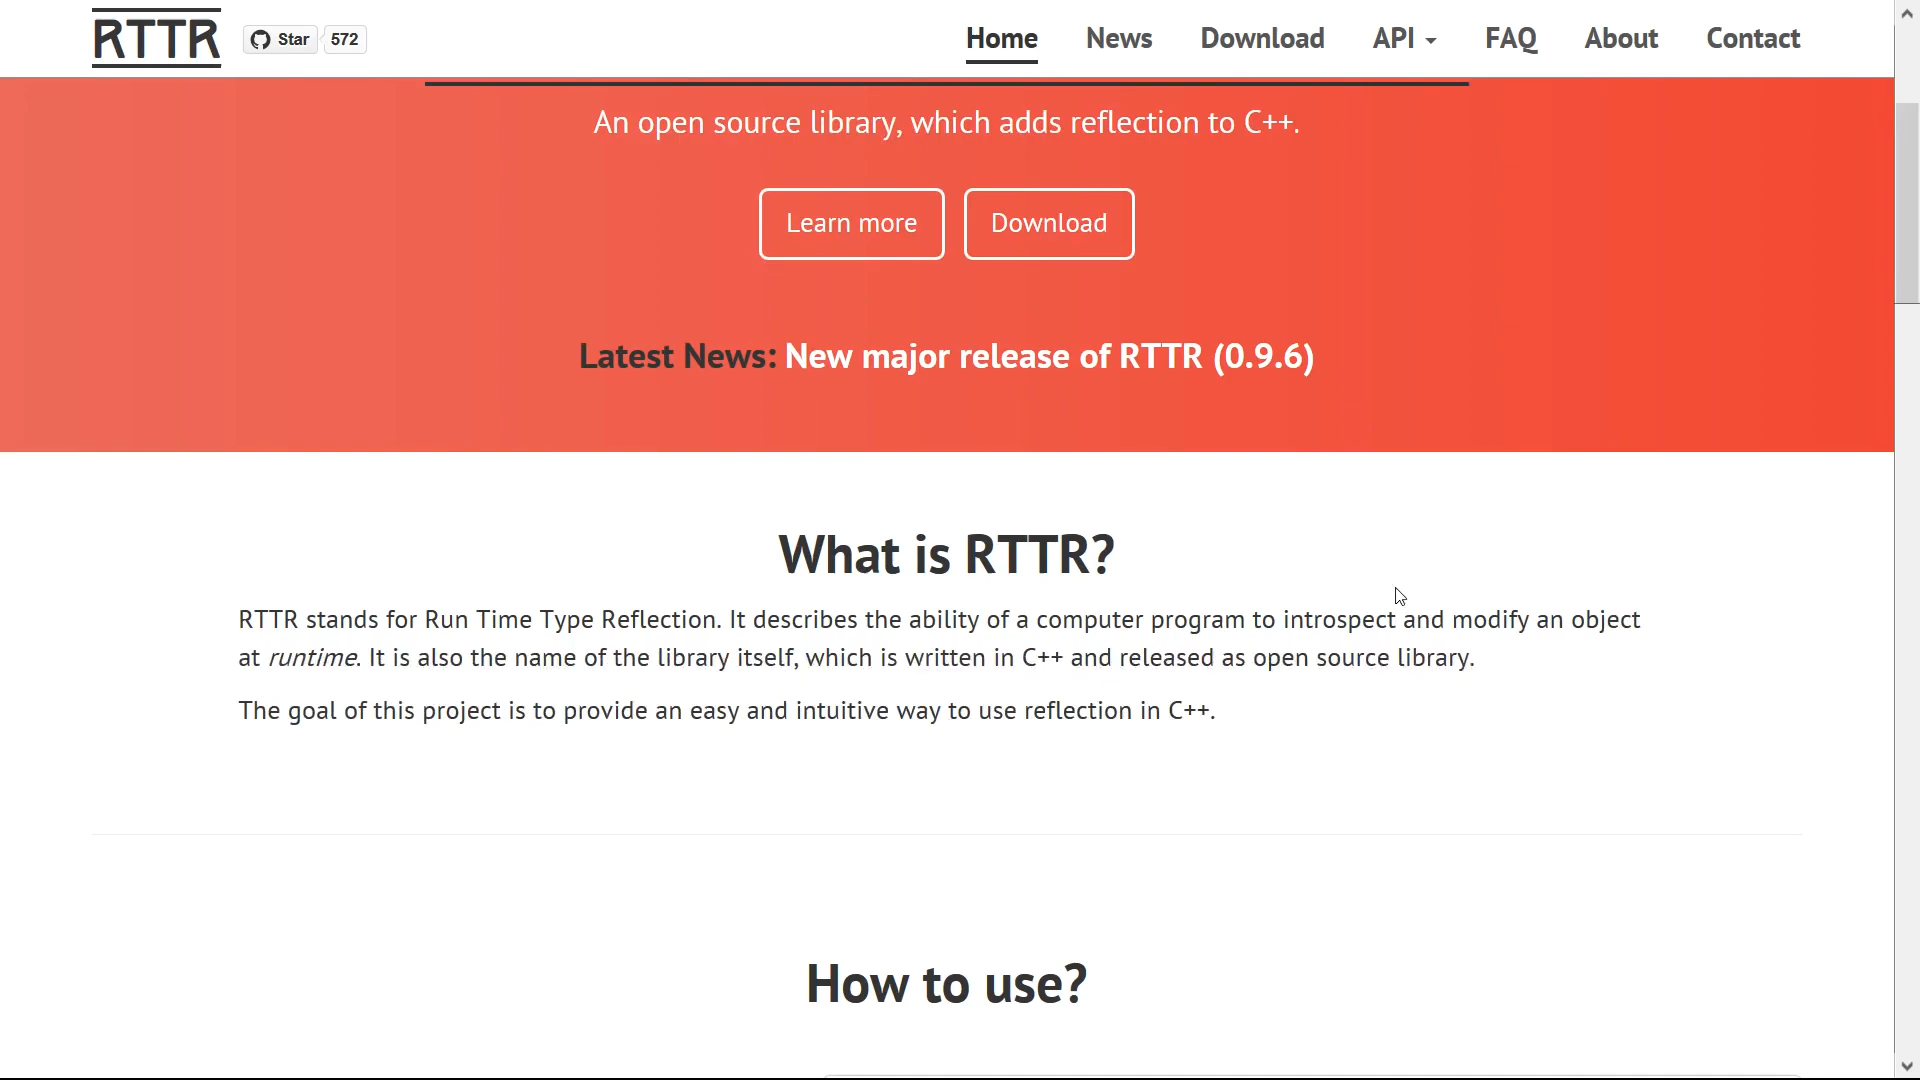 RTTR Star 572 Home News Download API FAQ About Contact
An open source library, which adds reflection to C++.
Learn more Download
Latest News: New major release of RTTR (0.9.6)
What is RTTR?
RTTR stands for Run Time Type Reflection. It describes the ability of a computer program to introspect and modify an object
at runtime. It is also the name of the library itself, which is written in C++ and released as open source library.
The goal of this project is to provide an easy and intuitive way to use reflection in C++.
How to use?